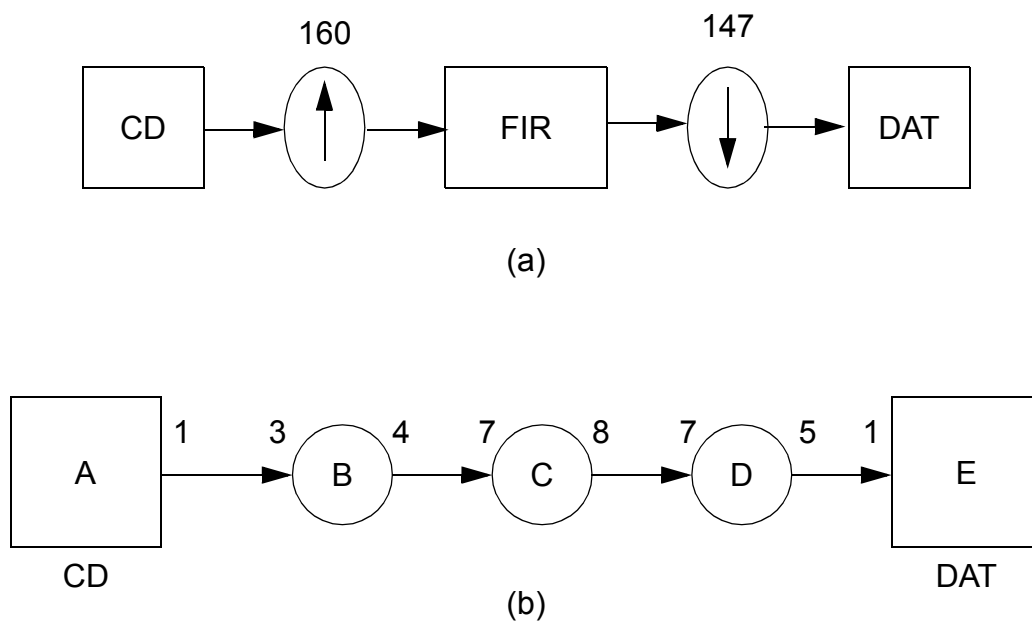 160 147
CD FIR DAT
(a)
1 3 4 7 8 7 5 1
A B C D E
CD DAT
(b)